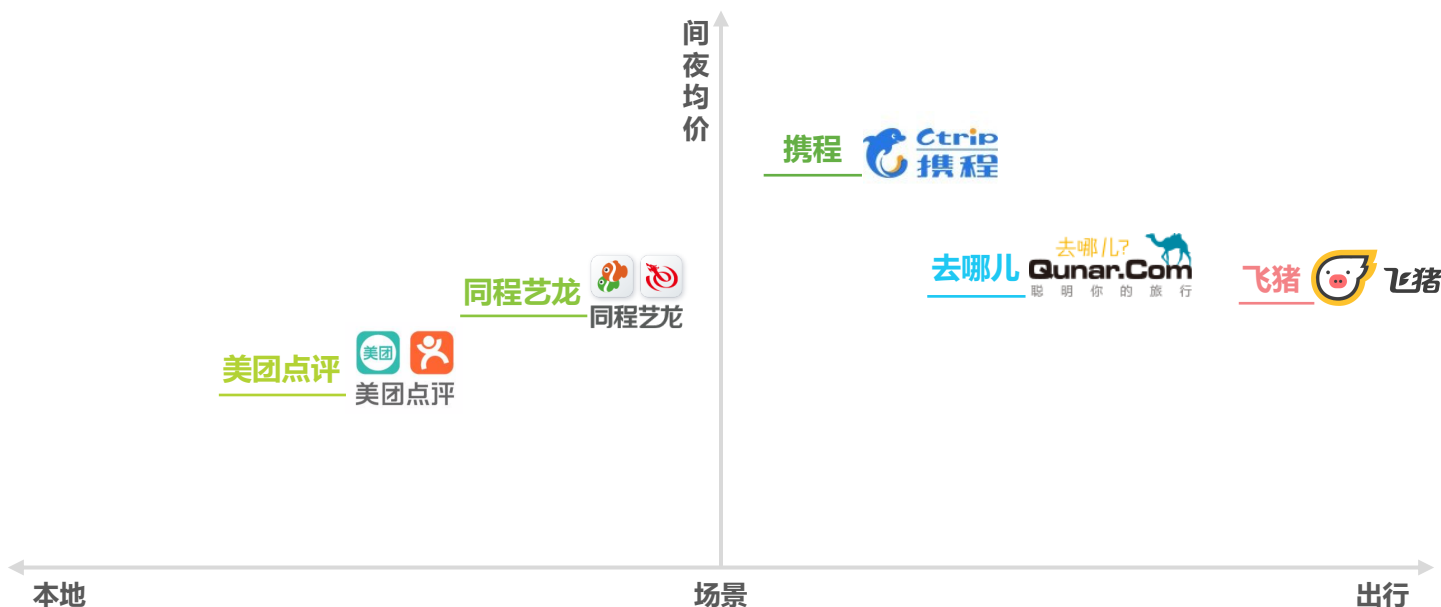 间夜均价
携程
Ctrip
携程
去哪儿
去哪儿?
Qunar.Com
聪明你的旅行
飞猪
飞猪
同程艺龙
同程艺龙
美团点评
美团
美团点评
本地
场景
出行